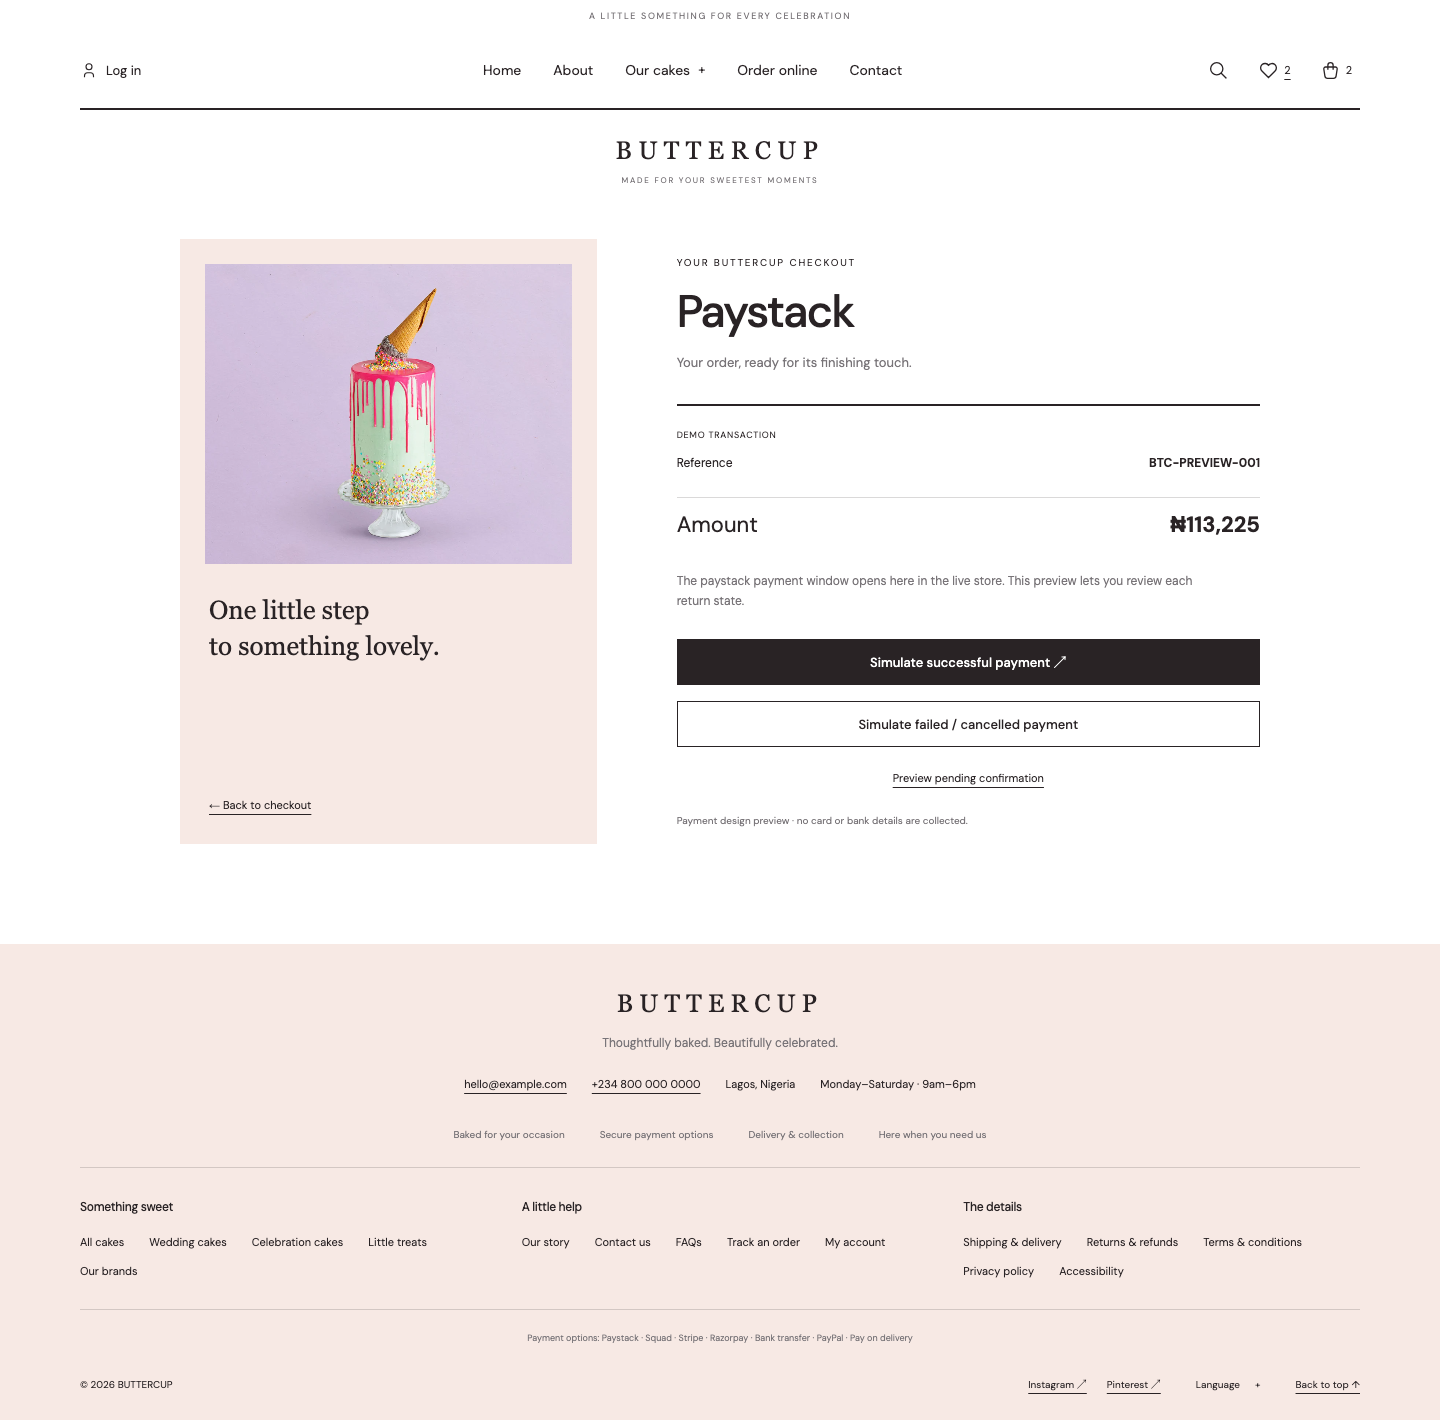 A LITTLE SOMETHING FOR EVERY CELEBRATION
Log in
Home
About
Our cakes +
Order online
Contact
2
2
BUTTERCUP
MADE FOR YOUR SWEETEST MOMENTS
One little step
to something lovely.
← Back to checkout
YOUR BUTTERCUP CHECKOUT
Paystack
Your order, ready for its finishing touch.
DEMO TRANSACTION
Reference
BTC-PREVIEW-001
Amount
₦113,225
The paystack payment window opens here in the live store. This preview lets you review each
return state.
Simulate successful payment ↗
Simulate failed / cancelled payment
Preview pending confirmation
Payment design preview · no card or bank details are collected.
BUTTERCUP
Thoughtfully baked. Beautifully celebrated.
hello@example.com
+234 800 000 0000
Lagos, Nigeria
Monday–Saturday · 9am–6pm
Baked for your occasion
Secure payment options
Delivery & collection
Here when you need us
Something sweet
All cakes
Wedding cakes
Celebration cakes
Little treats
Our brands
A little help
Our story
Contact us
FAQs
Track an order
My account
The details
Shipping & delivery
Returns & refunds
Terms & conditions
Privacy policy
Accessibility
Payment options: Paystack · Squad · Stripe · Razorpay · Bank transfer · PayPal · Pay on delivery
© 2026 BUTTERCUP
Instagram ↗
Pinterest ↗
Language +
Back to top ↑